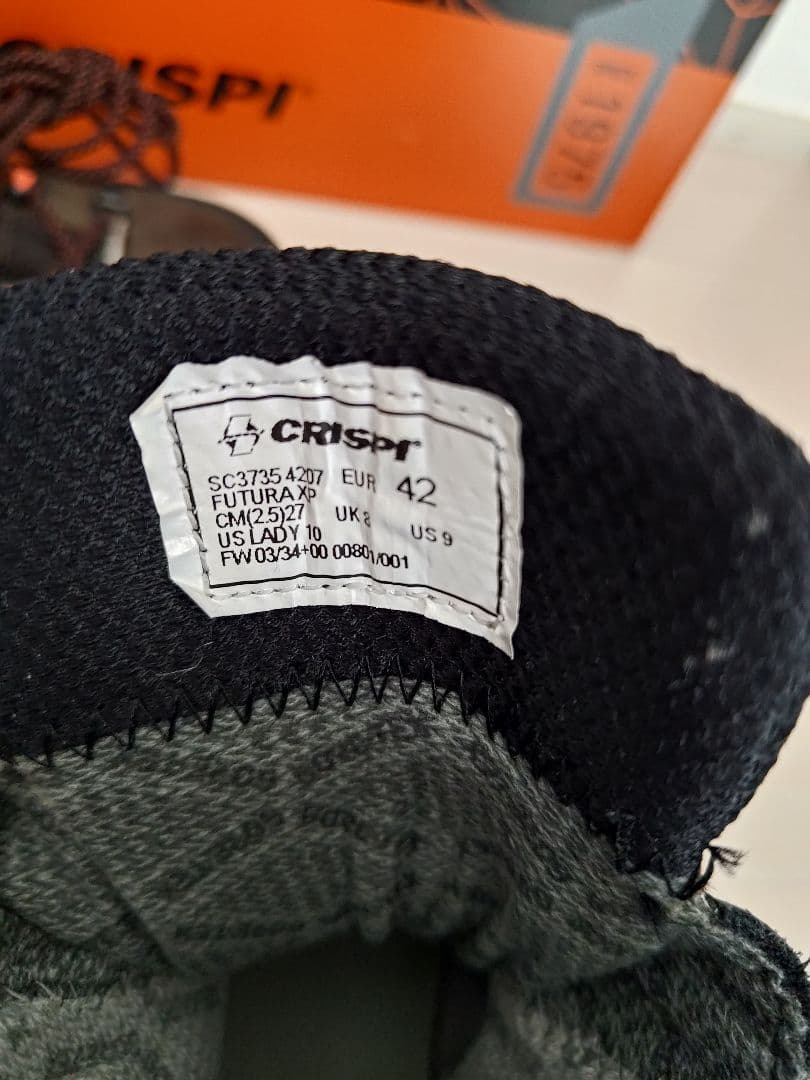 CRISPI
1975
CRISPI
SC3735 4207 EUR 42
FUTURA XP
CM(2.5)27 UK 8 US 9
US LADY 10
FW 03/34+00 00801/001